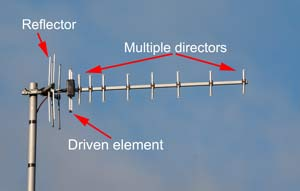 Reflector
Multiple directors
Driven element